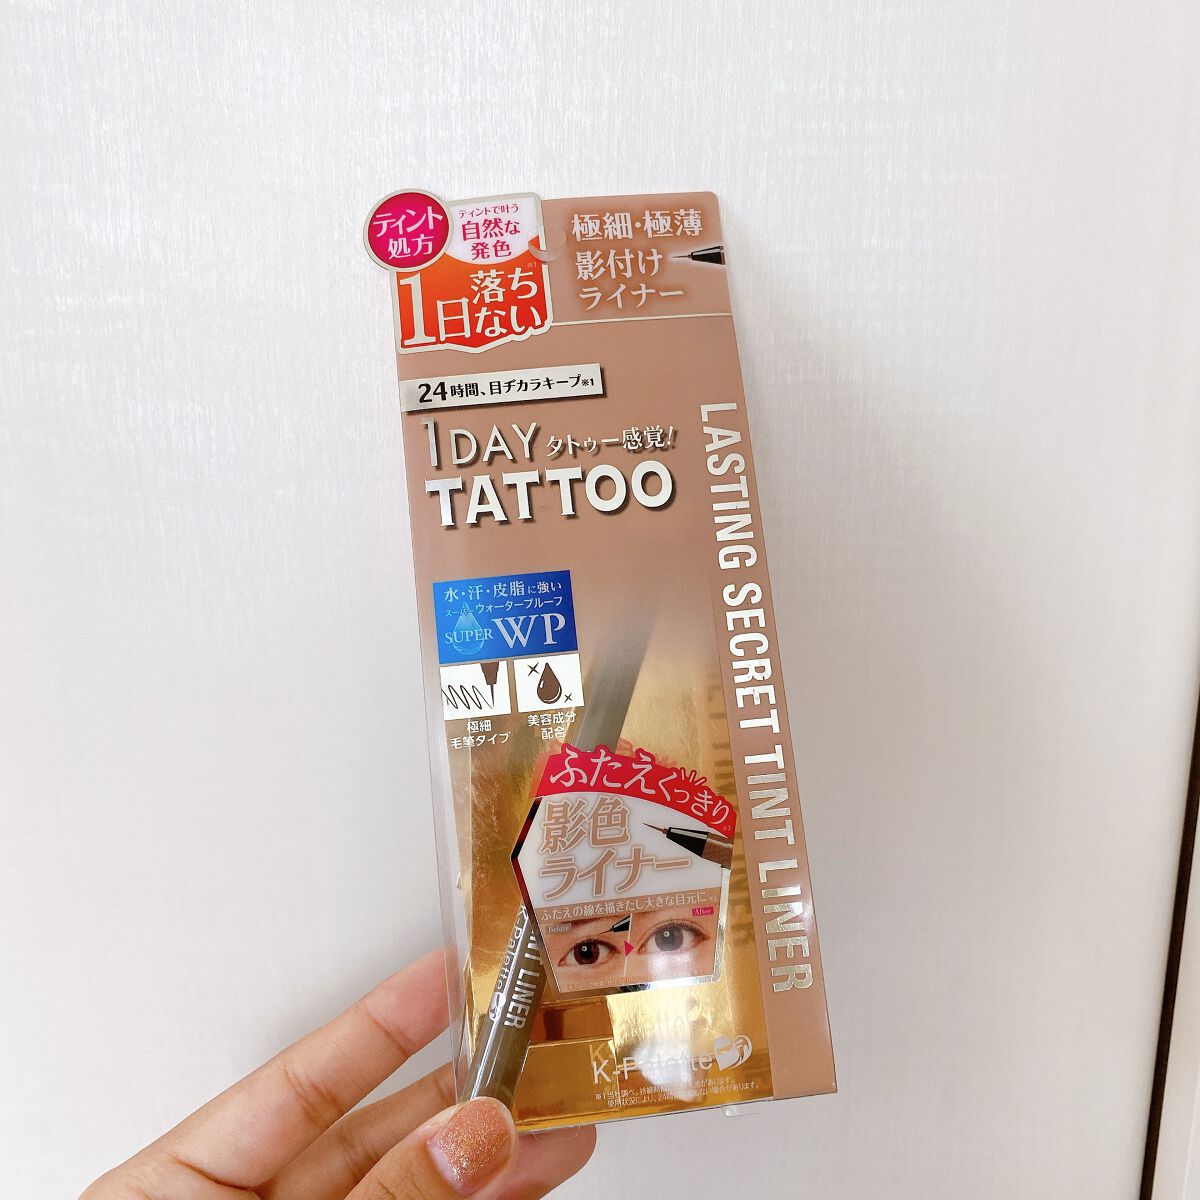 ティント
処方
ティントで叶う
自然な
発色
1日
落ち
ない
※1
極細・極薄
影付け
ライナー
24時間、目ヂカラキープ※1
1DAY タトゥー感覚!
TATTOO
LASTING SECRET TINT LINER
水・汗・皮脂に強い
スーパーウォータープルーフ
SUPER WP
極細
毛筆タイプ
美容成分
配合
ふたえくっきり
影色
ライナー
ふたえの線を描きたし大きな目元に
Before
After
LINER
K-Palette
K-Palette